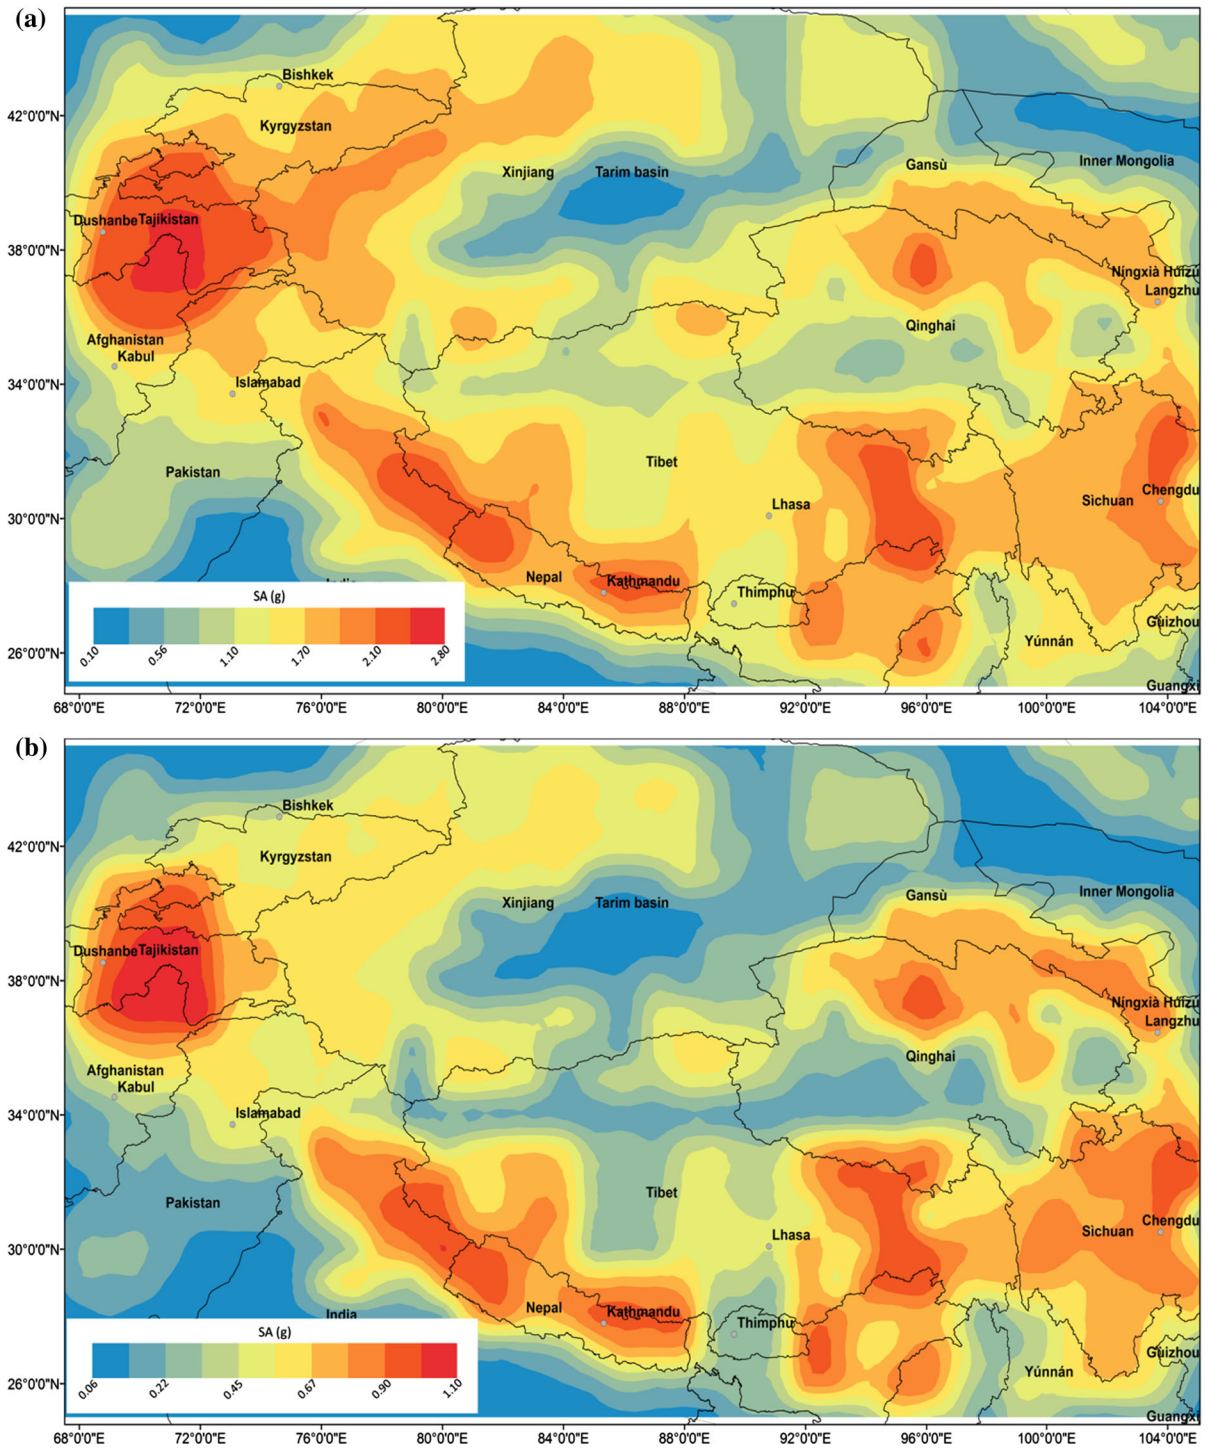 (a)
Bishkek
42°0'0"N
Kyrgyzstan
Inner Mongolia
Gansù
Xinjiang
Tarim basin
Dushanbe
Tajikistan
38°0'0"N
Níngxià Huízú
Langzhu
Qinghai
Afghanistan
Kabul
34°0'0"N
Islamabad
Tibet
Pakistan
Chengdu
Sìchuan
Lhasa
30°0'0"N
India
Nepal
Kathmandu
Thimphu
SA (g)
Guizhou
0.10 0.56 1.10 1.70 2.10 2.80
Yúnnán
26°0'0"N
Guangxi
68°0'0"E 72°0'0"E 76°0'0"E 80°0'0"E 84°0'0"E 88°0'0"E 92°0'0"E 96°0'0"E 100°0'0"E 104°0'0"E
(b)
Bishkek
42°0'0"N
Kyrgyzstan
Inner Mongolia
Gansù
Xinjiang
Tarim basin
Dushanbe
Tajikistan
38°0'0"N
Níngxià Huízú
Langzhu
Qinghai
Afghanistan
Kabul
34°0'0"N
Islamabad
Tibet
Pakistan
Chengdu
Sìchuan
Lhasa
30°0'0"N
India
Nepal
Kathmandu
Thimphu
SA (g)
Guizhou
0.06 0.22 0.45 0.67 0.90 1.10
Yúnnán
26°0'0"N
Guangxi
68°0'0"E 72°0'0"E 76°0'0"E 80°0'0"E 84°0'0"E 88°0'0"E 92°0'0"E 96°0'0"E 100°0'0"E 104°0'0"E